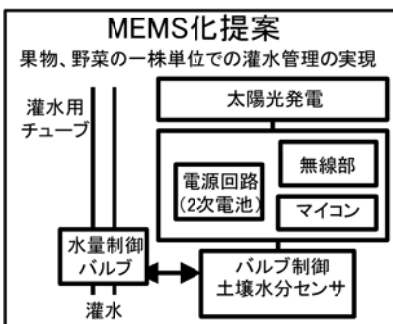 MEMS化提案
果物、野菜の一株単位での灌水管理の実現
灌水用
チューブ
太陽光発電
電源回路
(2次電池)
無線部
マイコン
水量制御
バルブ
バルブ制御
土壌水分センサ
灌水